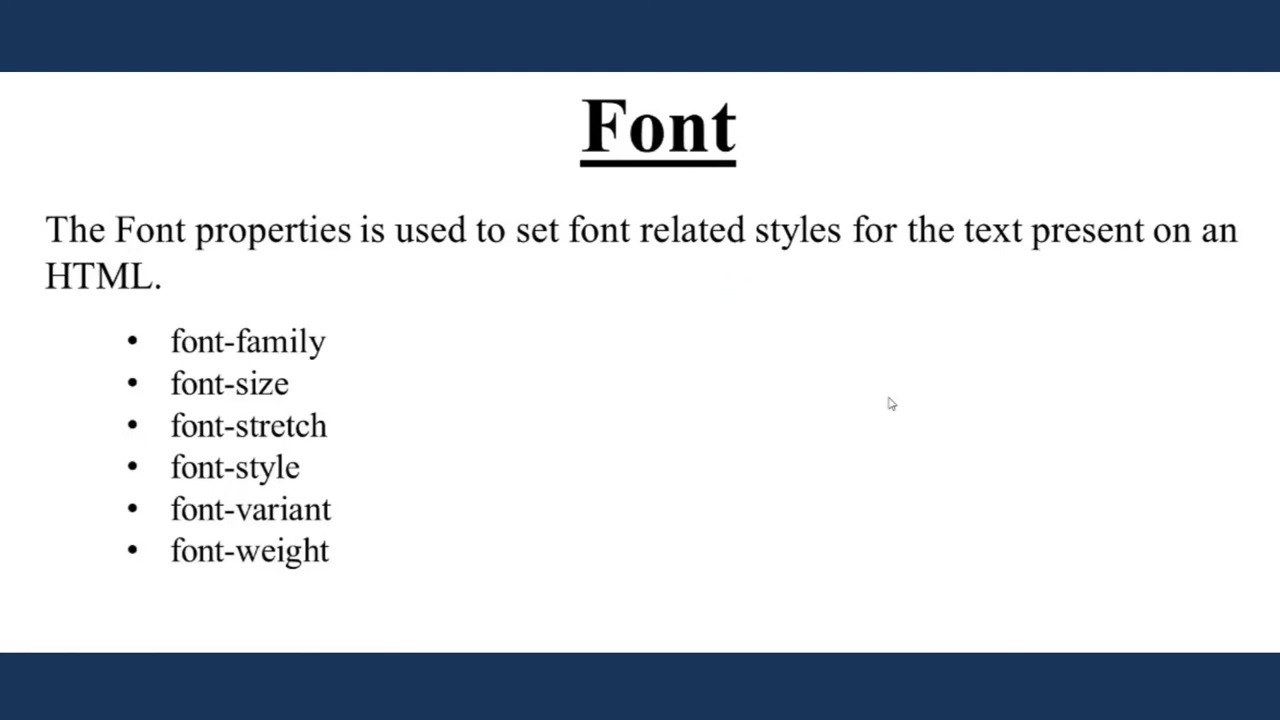 Font
The Font properties is used to set font related styles for the text present on an
HTML.
• font-family
• font-size
• font-stretch
• font-style
• font-variant
• font-weight